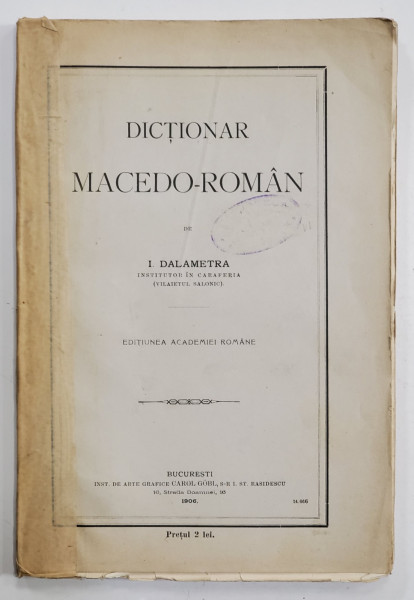 DICȚIONAR
MACEDO-ROMÂN
DE
I. DALAMETRA
INSTITUTOR ÎN CARAFERIA
(VILAIETUL SALONIC).
EDIȚIUNEA ACADEMIEI ROMÂNE
BUCUREȘTI
INST. DE ARTE GRAFICE CAROL GÖBL, S-R I. ST. RASIDESCU
16, Strada Doamnei, 16
1906.
Prețul 2 lei.